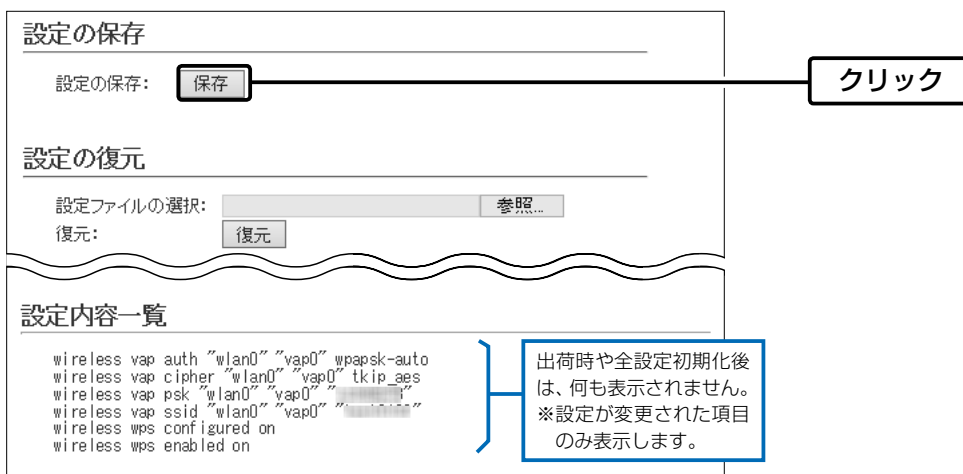 設定の保存
設定の保存: 保存
クリック
設定の復元
設定ファイルの選択: 参照...
復元: 復元
設定内容一覧
wireless vap auth "wlan0" "vap0" wpapsk-auto
wireless vap cipher "wlan0" "vap0" tkip_aes
wireless vap psk "wlan0" "vap0" " "
wireless vap ssid "wlan0" "vap0" " "
wireless wps configured on
wireless wps enabled on
出荷時や全設定初期化後
は、何も表示されません。
※設定が変更された項目
のみ表示します。